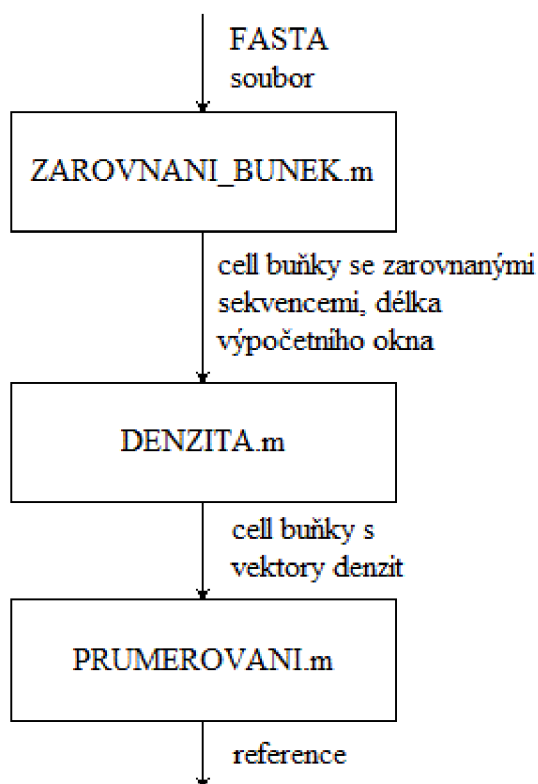 FASTA
soubor
ZAROVNANI_BUNEK.m
cell buňky se zarovnanými
sekvencemi, délka
výpočetního okna
DENZITA.m
cell buňky s
vektory denzit
PRUMEROVANI.m
reference